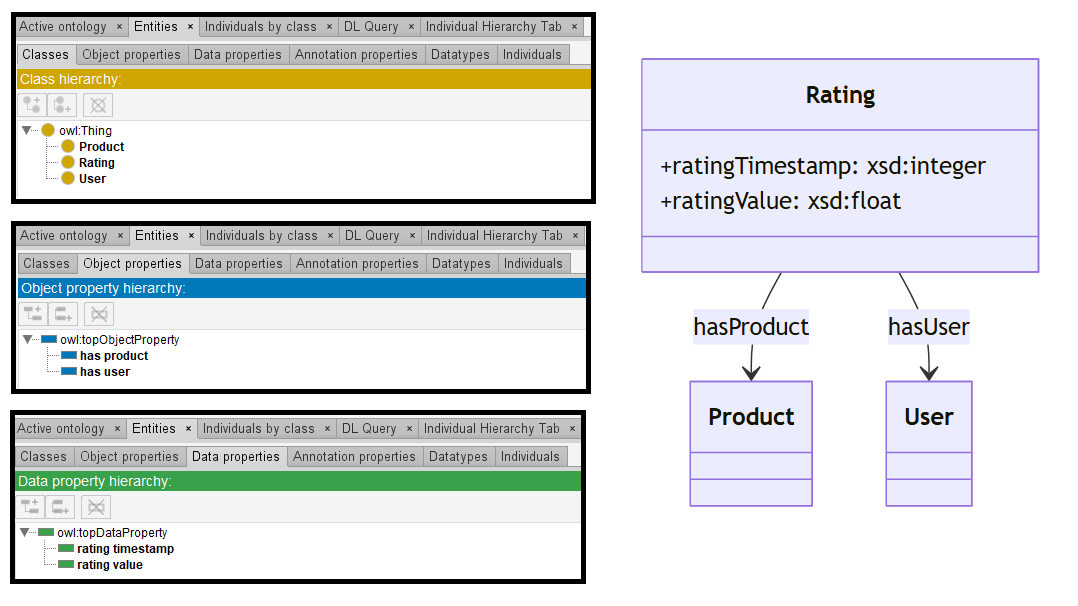 Active ontology × Entities × Individuals by class × DL Query × Individual Hierarchy Tab ×
Classes Object properties Data properties Annotation properties Datatypes Individuals
Class hierarchy:
owl:Thing
Product
Rating
User
Active ontology × Entities × Individuals by class × DL Query × Individual Hierarchy Tab ×
Classes Object properties Data properties Annotation properties Datatypes Individuals
Object property hierarchy:
owl:topObjectProperty
has product
has user
Active ontology × Entities × Individuals by class × DL Query × Individual Hierarchy Tab ×
Classes Object properties Data properties Annotation properties Datatypes Individuals
Data property hierarchy:
owl:topDataProperty
rating timestamp
rating value
Rating
+ratingTimestamp: xsd:integer
+ratingValue: xsd:float
hasProduct hasUser
Product User